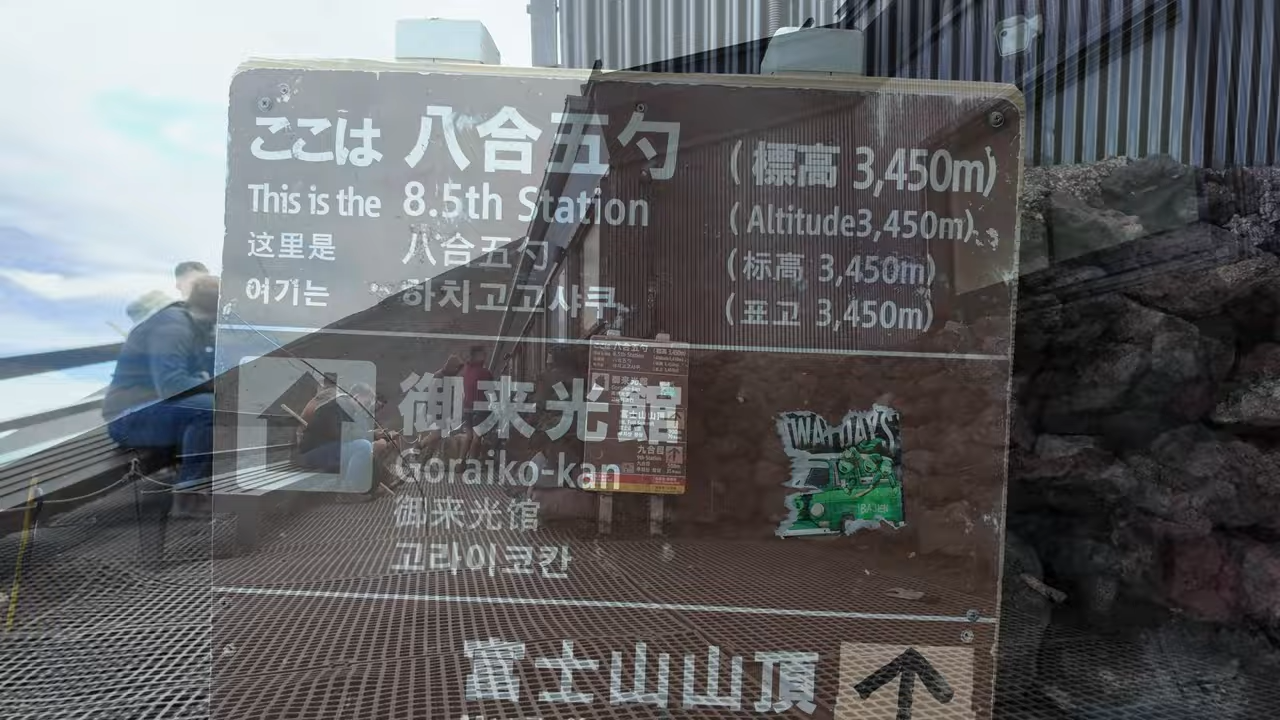 ここは 八合五勺 (標高 3,450m)
This is the 8.5th Station (Altitude3,450m)
这里是 八合五勺 (标高 3,450m)
여기는 하치고고샤쿠 (표고 3,450m)
御来光館
Goraiko-kan
御来光馆
고라이코칸
富士山山頂